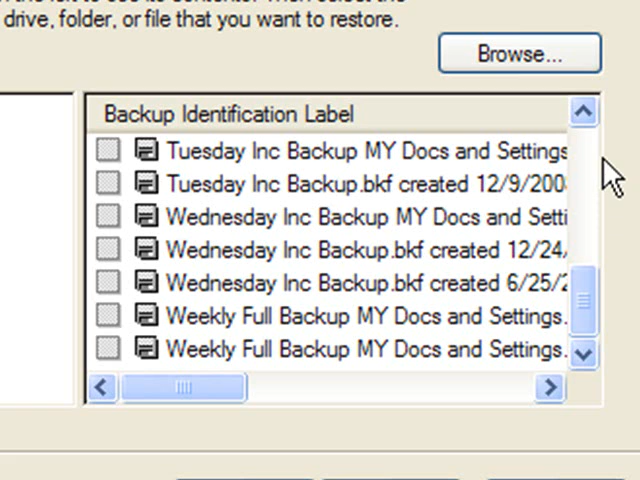 drive, folder, or file that you want to restore.
Browse...
Backup Identification Label
Tuesday Inc Backup MY Docs and Settings
Tuesday Inc Backup.bkf created 12/9/200
Wednesday Inc Backup MY Docs and Setti
Wednesday Inc Backup.bkf created 12/24/
Wednesday Inc Backup.bkf created 6/25/2
Weekly Full Backup MY Docs and Settings.
Weekly Full Backup MY Docs and Settings.